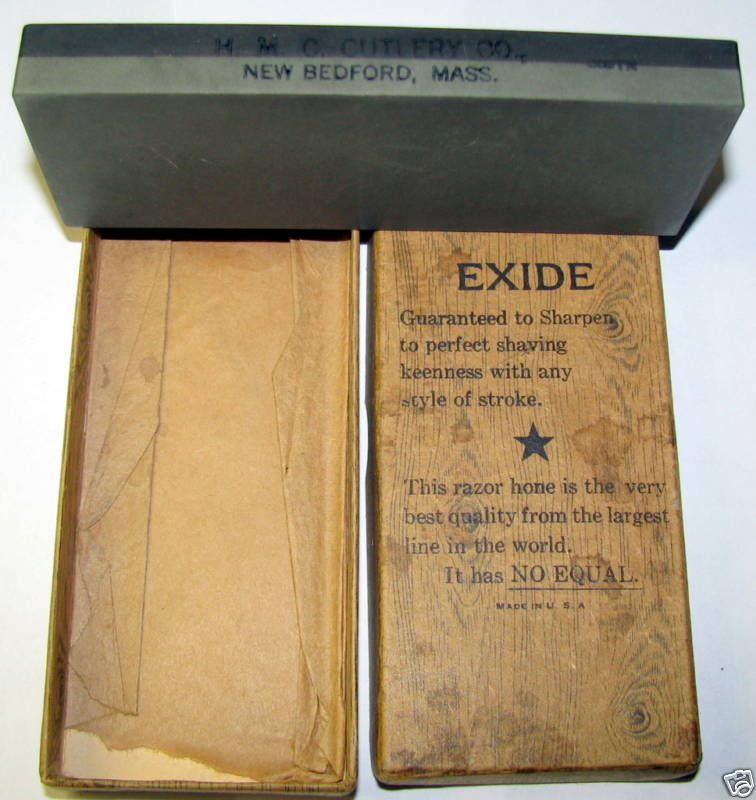 H. M. C. CUTLERY CO.,
NEW BEDFORD, MASS.
EXIDE
Guaranteed to Sharpen
to perfect shaving
keenness with any
style of stroke.
This razor hone is the very
best quality from the largest
line in the world.
It has NO EQUAL.
MADE IN U. S. A